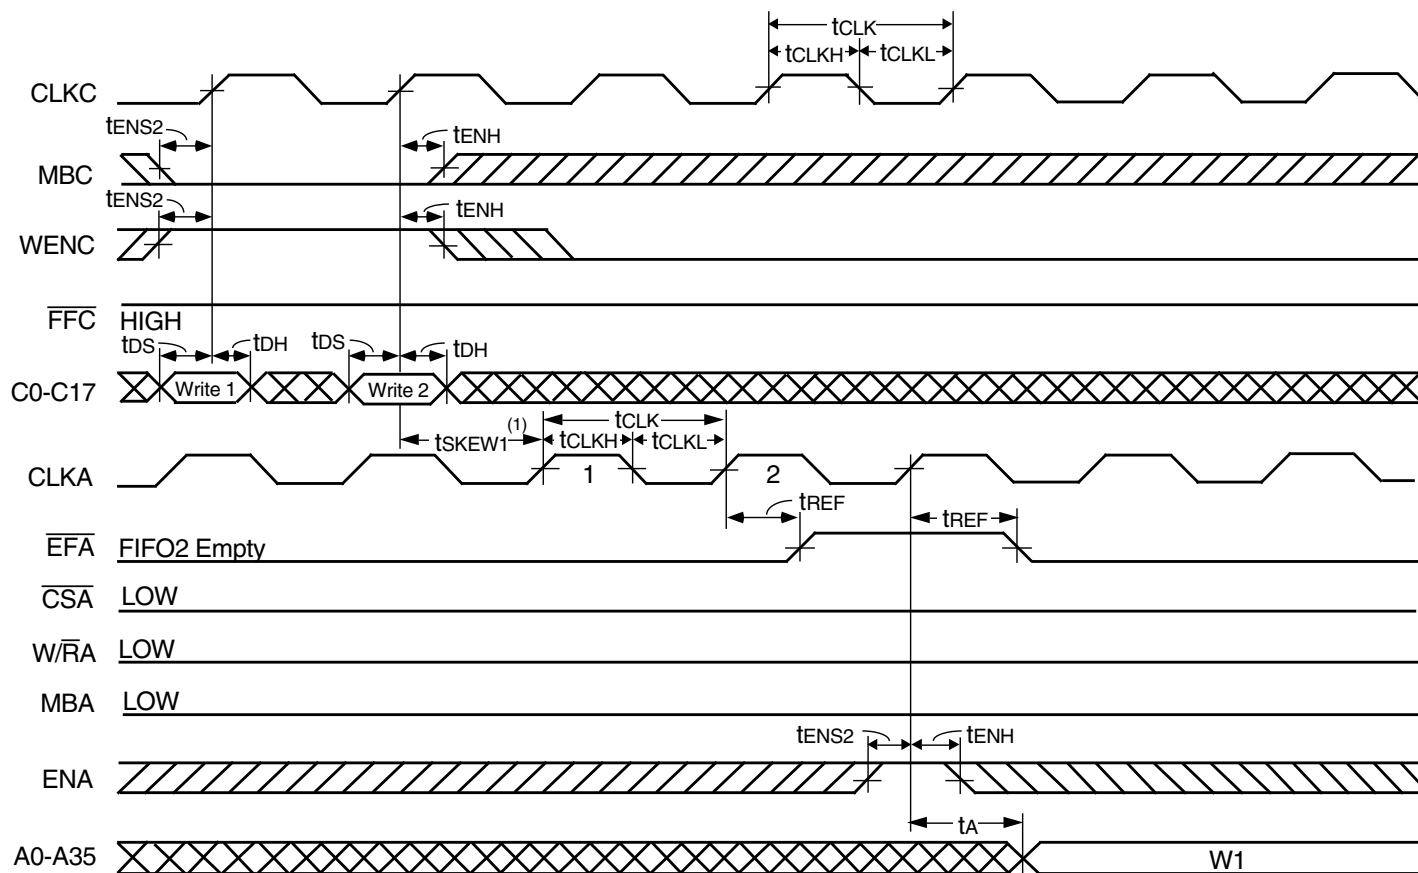 tCLK
tCLKH tCLKL
CLKC
tENS2 tENH
MBC
tENS2 tENH
WENC
FFC HIGH
tDS tDH tDS tDH
C0-C17 Write 1 Write 2
tSKEW1(1) tCLK
tCLKH tCLKL
CLKA 1 2
tREF tREF
EFA FIFO2 Empty
CSA LOW
W/RA LOW
MBA LOW
tENS2 tENH
ENA
tA
A0-A35 W1